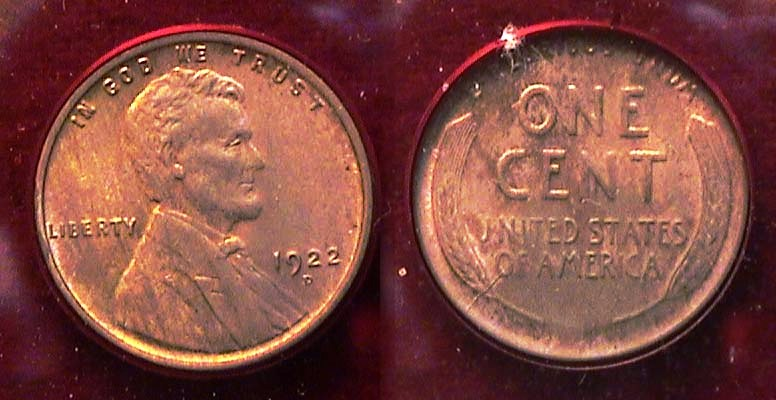 IN GOD WE TRUST
LIBERTY
1922
D
ONE
CENT
UNITED STATES
OF AMERICA